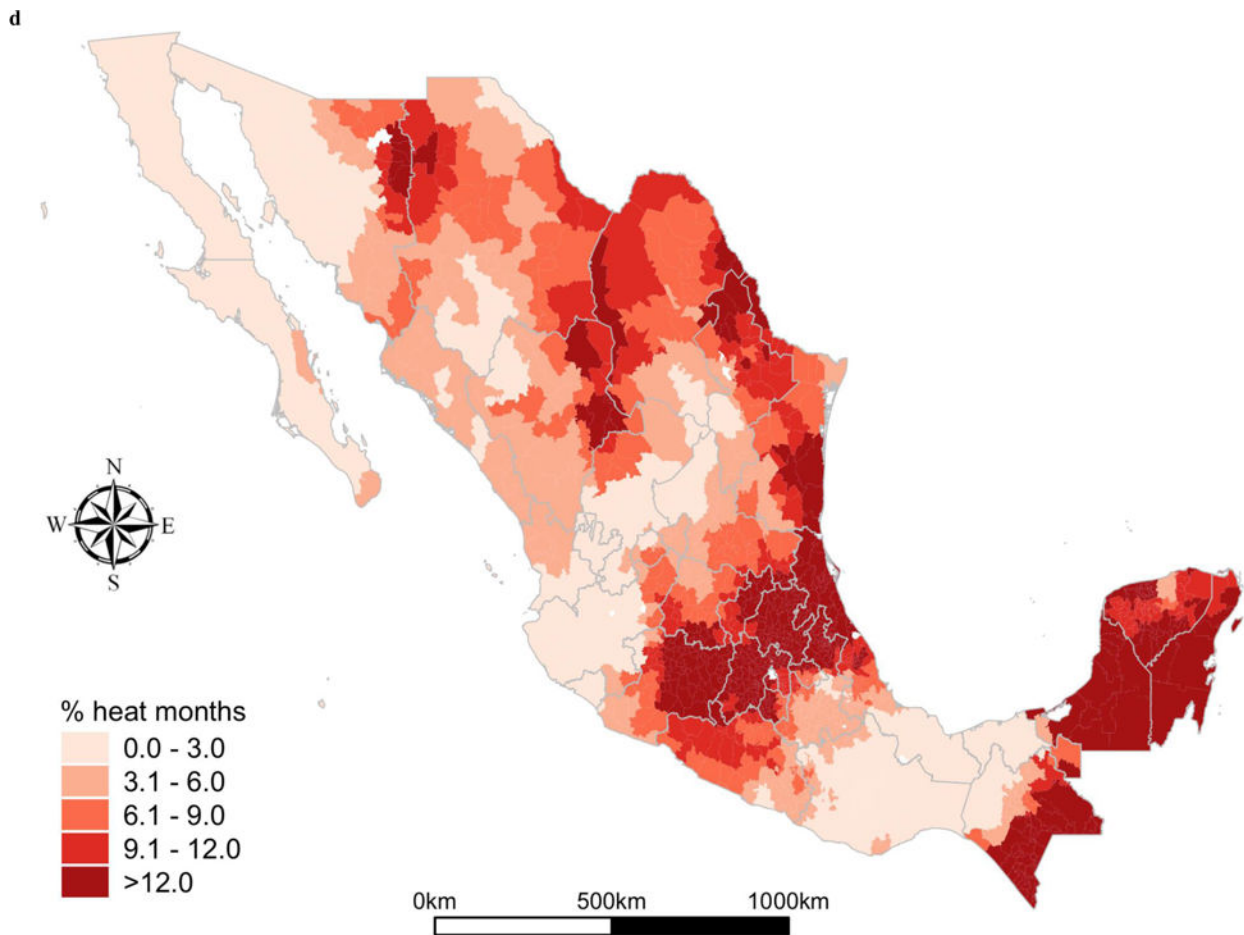 d
N
W E
S
% heat months
0.0 - 3.0
3.1 - 6.0
6.1 - 9.0
9.1 - 12.0
>12.0
0km 500km 1000km